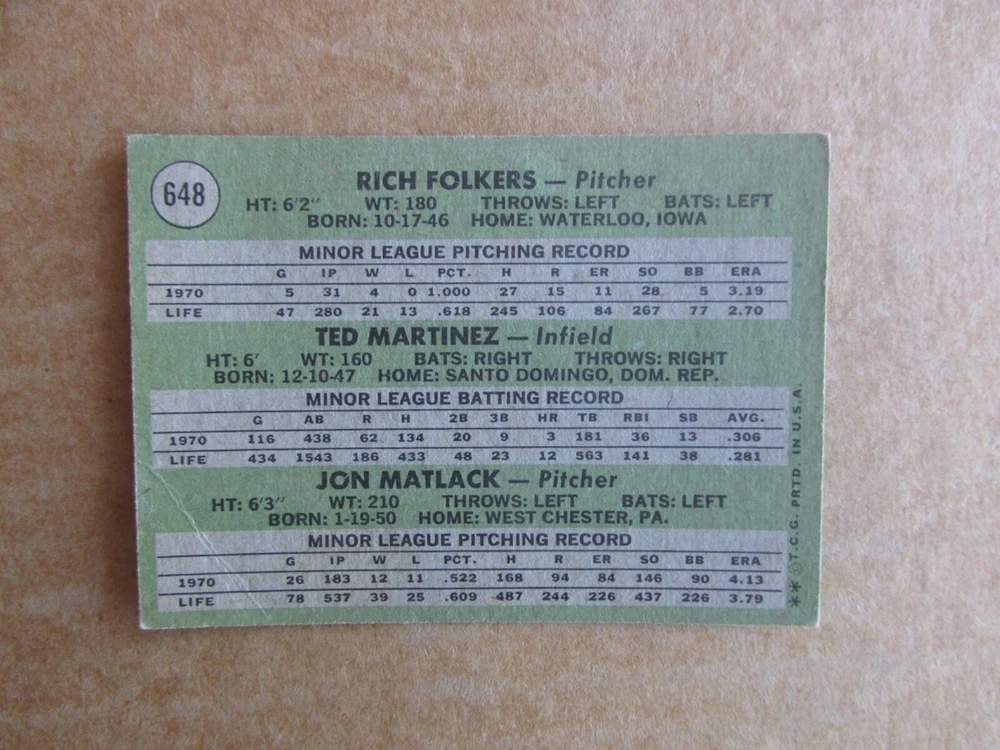 648
RICH FOLKERS — Pitcher
HT: 6'2" WT: 180 THROWS: LEFT BATS: LEFT
BORN: 10-17-46 HOME: WATERLOO, IOWA
MINOR LEAGUE PITCHING RECORD
G IP W L PCT. H R ER SO BB ERA
1970 5 31 4 0 1.000 27 15 11 28 5 3.19
LIFE 47 280 21 13 .618 245 106 84 267 77 2.70
TED MARTINEZ — Infield
HT: 6' WT: 160 BATS: RIGHT THROWS: RIGHT
BORN: 12-10-47 HOME: SANTO DOMINGO, DOM. REP.
MINOR LEAGUE BATTING RECORD
G AB R H 2B 3B HR TB RBI SB AVG.
1970 116 438 62 134 20 9 3 181 36 13 .306
LIFE 434 1543 186 433 48 23 12 563 141 38 .281
JON MATLACK — Pitcher
HT: 6'3" WT: 210 THROWS: LEFT BATS: LEFT
BORN: 1-19-50 HOME: WEST CHESTER, PA.
MINOR LEAGUE PITCHING RECORD
G IP W L PCT. H R ER SO BB ERA
1970 26 183 12 11 .522 168 94 84 146 90 4.13
LIFE 78 537 39 25 .609 487 244 226 437 226 3.79
** © T.C.G. PRTD. IN U.S.A.